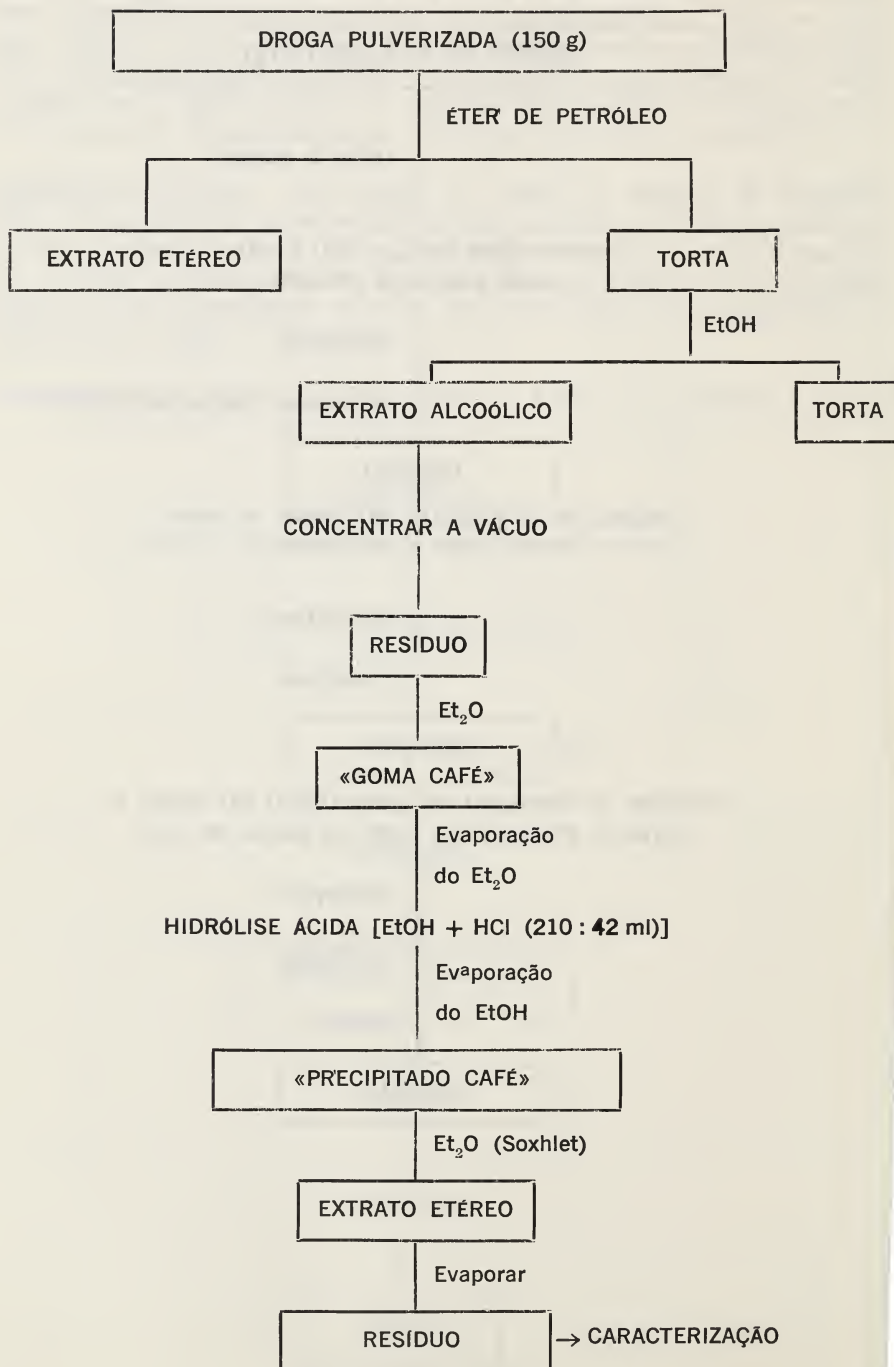 DROGA PULVERIZADA (150 g)
ÉTER DE PETRÓLEO
EXTRATO ETÉREO
TORTA
EtOH
EXTRATO ALCOÓLICO
TORTA
CONCENTRAR A VÁCUO
RESÍDUO
Et₂O
«GOMA CAFÉ»
Evaporação
do Et₂O
HIDRÓLISE ÁCIDA [EtOH + HCl (210 : 42 ml)]
Evaporação
do EtOH
«PRECIPITADO CAFÉ»
Et₂O (Soxhlet)
EXTRATO ETÉREO
Evaporar
RESÍDUO → CARACTERIZAÇÃO